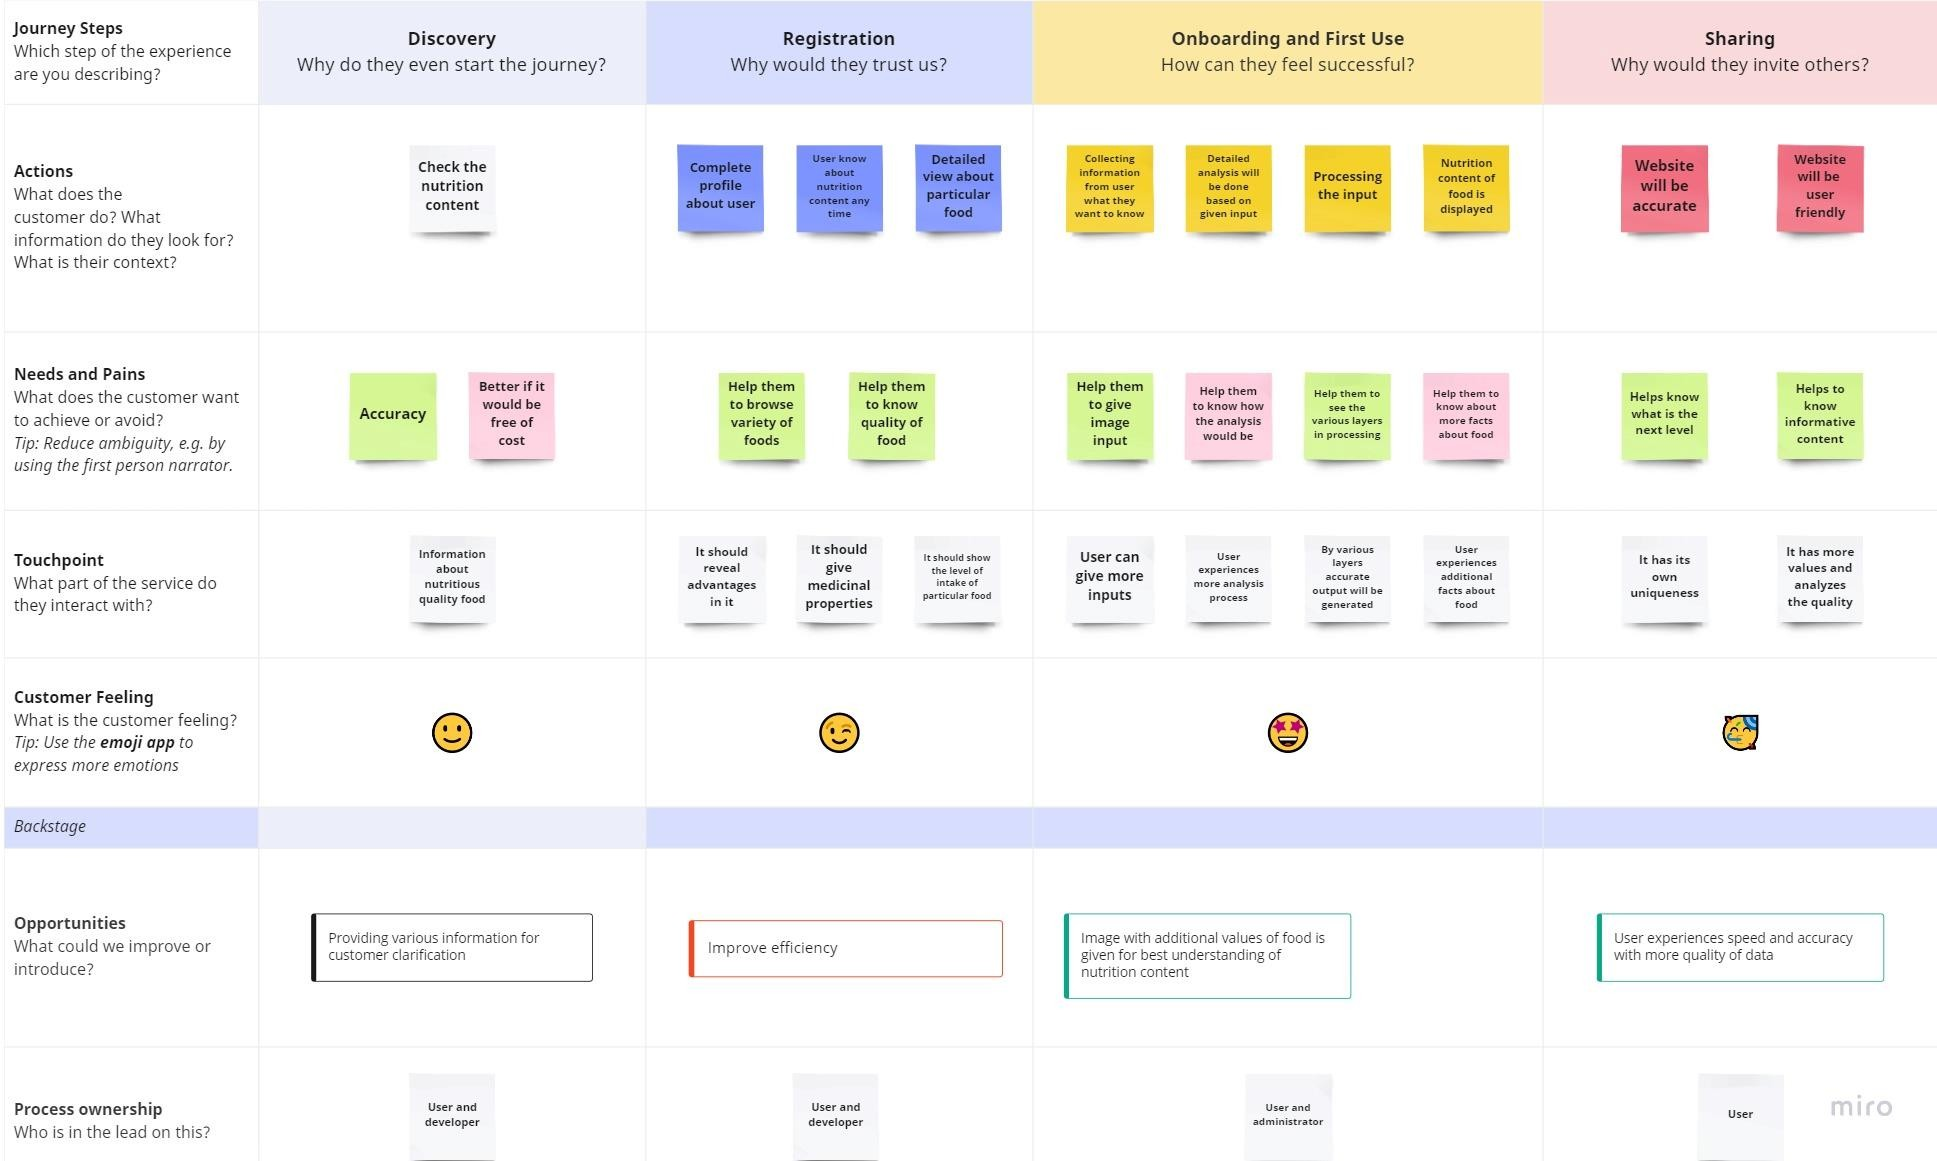 Journey Steps
Which step of the experience
are you describing?
Discovery
Why do they even start the journey?
Registration
Why would they trust us?
Onboarding and First Use
How can they feel successful?
Sharing
Why would they invite others?
Actions
What does the
customer do? What
information do they look for?
What is their context?
Check the
nutrition
content
Complete
profile
about user
User know
about
nutrition
content any
time
Detailed
view about
particular
food
Collecting
information
from user
what they
want to know
Detailed
analysis will
be done
based on
given input
Processing
the input
Nutrition
content of
food is
displayed
Website
will be
accurate
Website
will be
user
friendly
Needs and Pains
What does the customer want
to achieve or avoid?
Tip: Reduce ambiguity, e.g. by
using the first person narrator.
Accuracy
Better if it
would be
free of
cost
Help them
to browse
variety of
foods
Help them
to know
quality of
food
Help them
to give
image
input
Help them
to know how
the analysis
would be
Help them to
see the
various layers
in processing
Help them to
know about
more facts
about food
Helps know
what is the
next level
Helps to
know
informative
content
Touchpoint
What part of the service do
they interact with?
Information
about
nutritious
quality food
It should
reveal
advantages
in it
It should
give
medicinal
properties
It should show
the level of
intake of
particular food
User can
give more
inputs
User
experiences
more analysis
process
By various
layers
accurate
output will be
generated
User
experiences
additional
facts about
food
It has its
own
uniqueness
It has more
values and
analyzes
the quality
Customer Feeling
What is the customer feeling?
Tip: Use the emoji app to
express more emotions
Backstage
Opportunities
What could we improve or
introduce?
Providing various information for
customer clarification
Improve efficiency
Image with additional values of food is
given for best understanding of
nutrition content
User experiences speed and accuracy
with more quality of data
Process ownership
Who is in the lead on this?
User and
developer
User and
developer
User and
administrator
User
miro